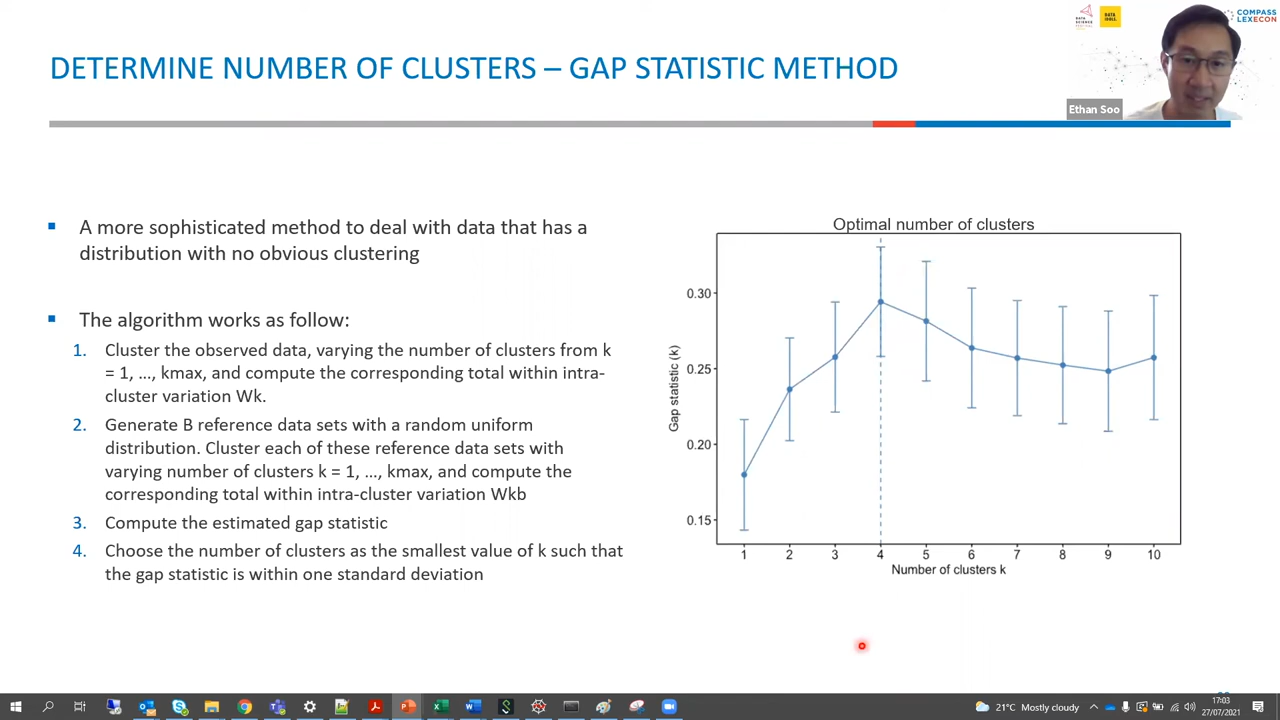 COMPASS
LEXECON
DETERMINE NUMBER OF CLUSTERS – GAP STATISTIC METHOD
Ethan Soo
A more sophisticated method to deal with data that has a
distribution with no obvious clustering
The algorithm works as follow:
1. Cluster the observed data, varying the number of clusters from k
= 1, …, kmax, and compute the corresponding total within intra-
cluster variation Wk.
2. Generate B reference data sets with a random uniform
distribution. Cluster each of these reference data sets with
varying number of clusters k = 1, …, kmax, and compute the
corresponding total within intra-cluster variation Wkb
3. Compute the estimated gap statistic
4. Choose the number of clusters as the smallest value of k such that
the gap statistic is within one standard deviation
Optimal number of clusters
Gap statistic (k)
0.30
0.25
0.20
0.15
1 2 3 4 5 6 7 8 9 10
Number of clusters k
21°C Mostly cloudy
17:03
27/07/2021